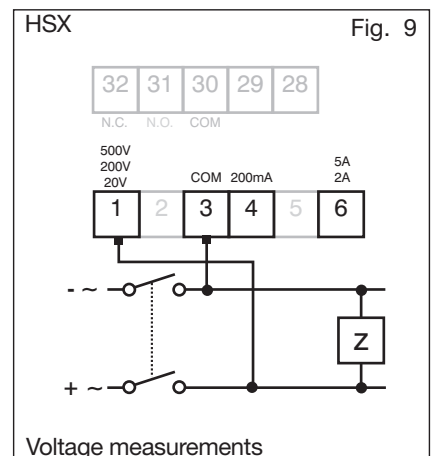 HSX Fig. 9
32 31 30 29 28
N.C. N.O. COM
500V
200V 5A
20V COM 200mA 2A
1 2 3 4 5 6
- ~
Z
+ ~
Voltage measurements